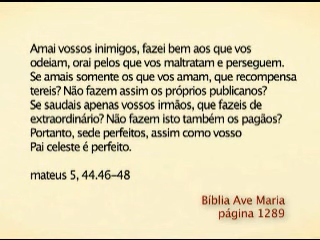 Amai vossos inimigos, fazei bem aos que vos
odeiam, orai pelos que vos maltratam e perseguem.
Se amais somente os que vos amam, que recompensa
tereis? Não fazem assim os próprios publicanos?
Se saudais apenas vossos irmãos, que fazeis de
extraordinário? Não fazem isto também os pagãos?
Portanto, sede perfeitos, assim como vosso
Pai celeste é perfeito.
mateus 5, 44.46–48
Bíblia Ave Maria
página 1289